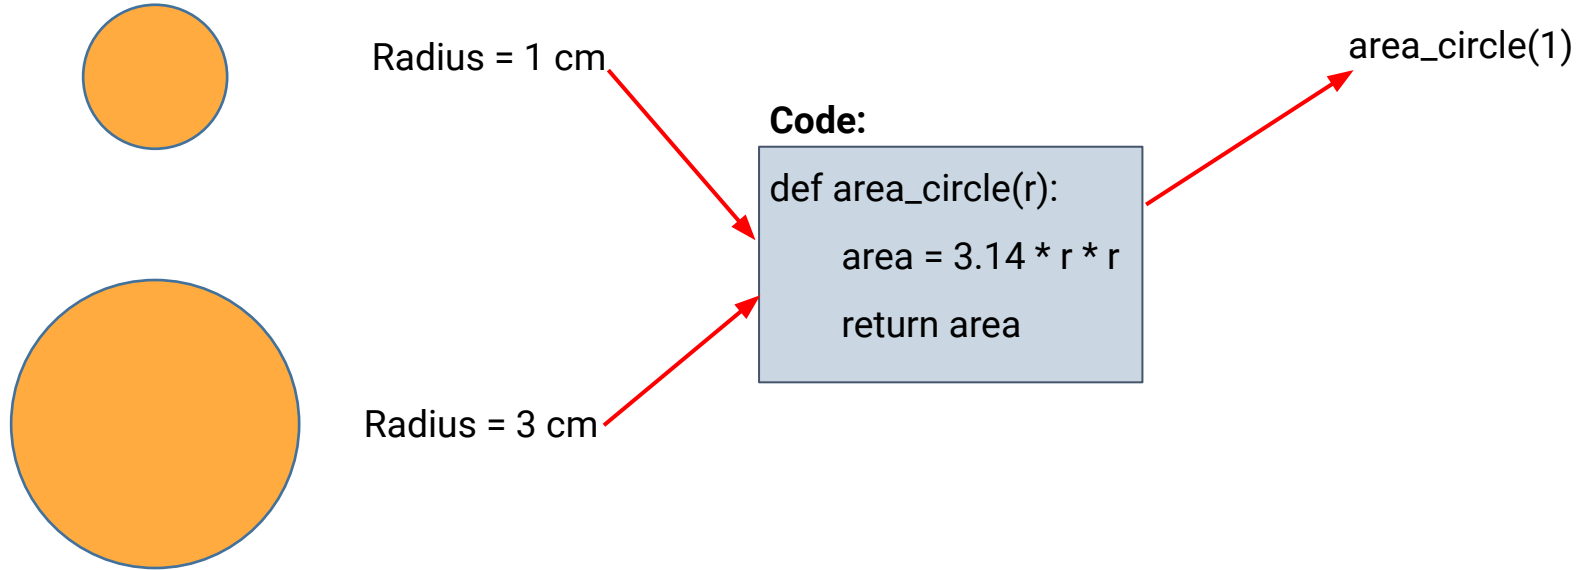 Radius = 1 cm
area_circle(1)
Code:
def area_circle(r):
area = 3.14 * r * r
return area
Radius = 3 cm